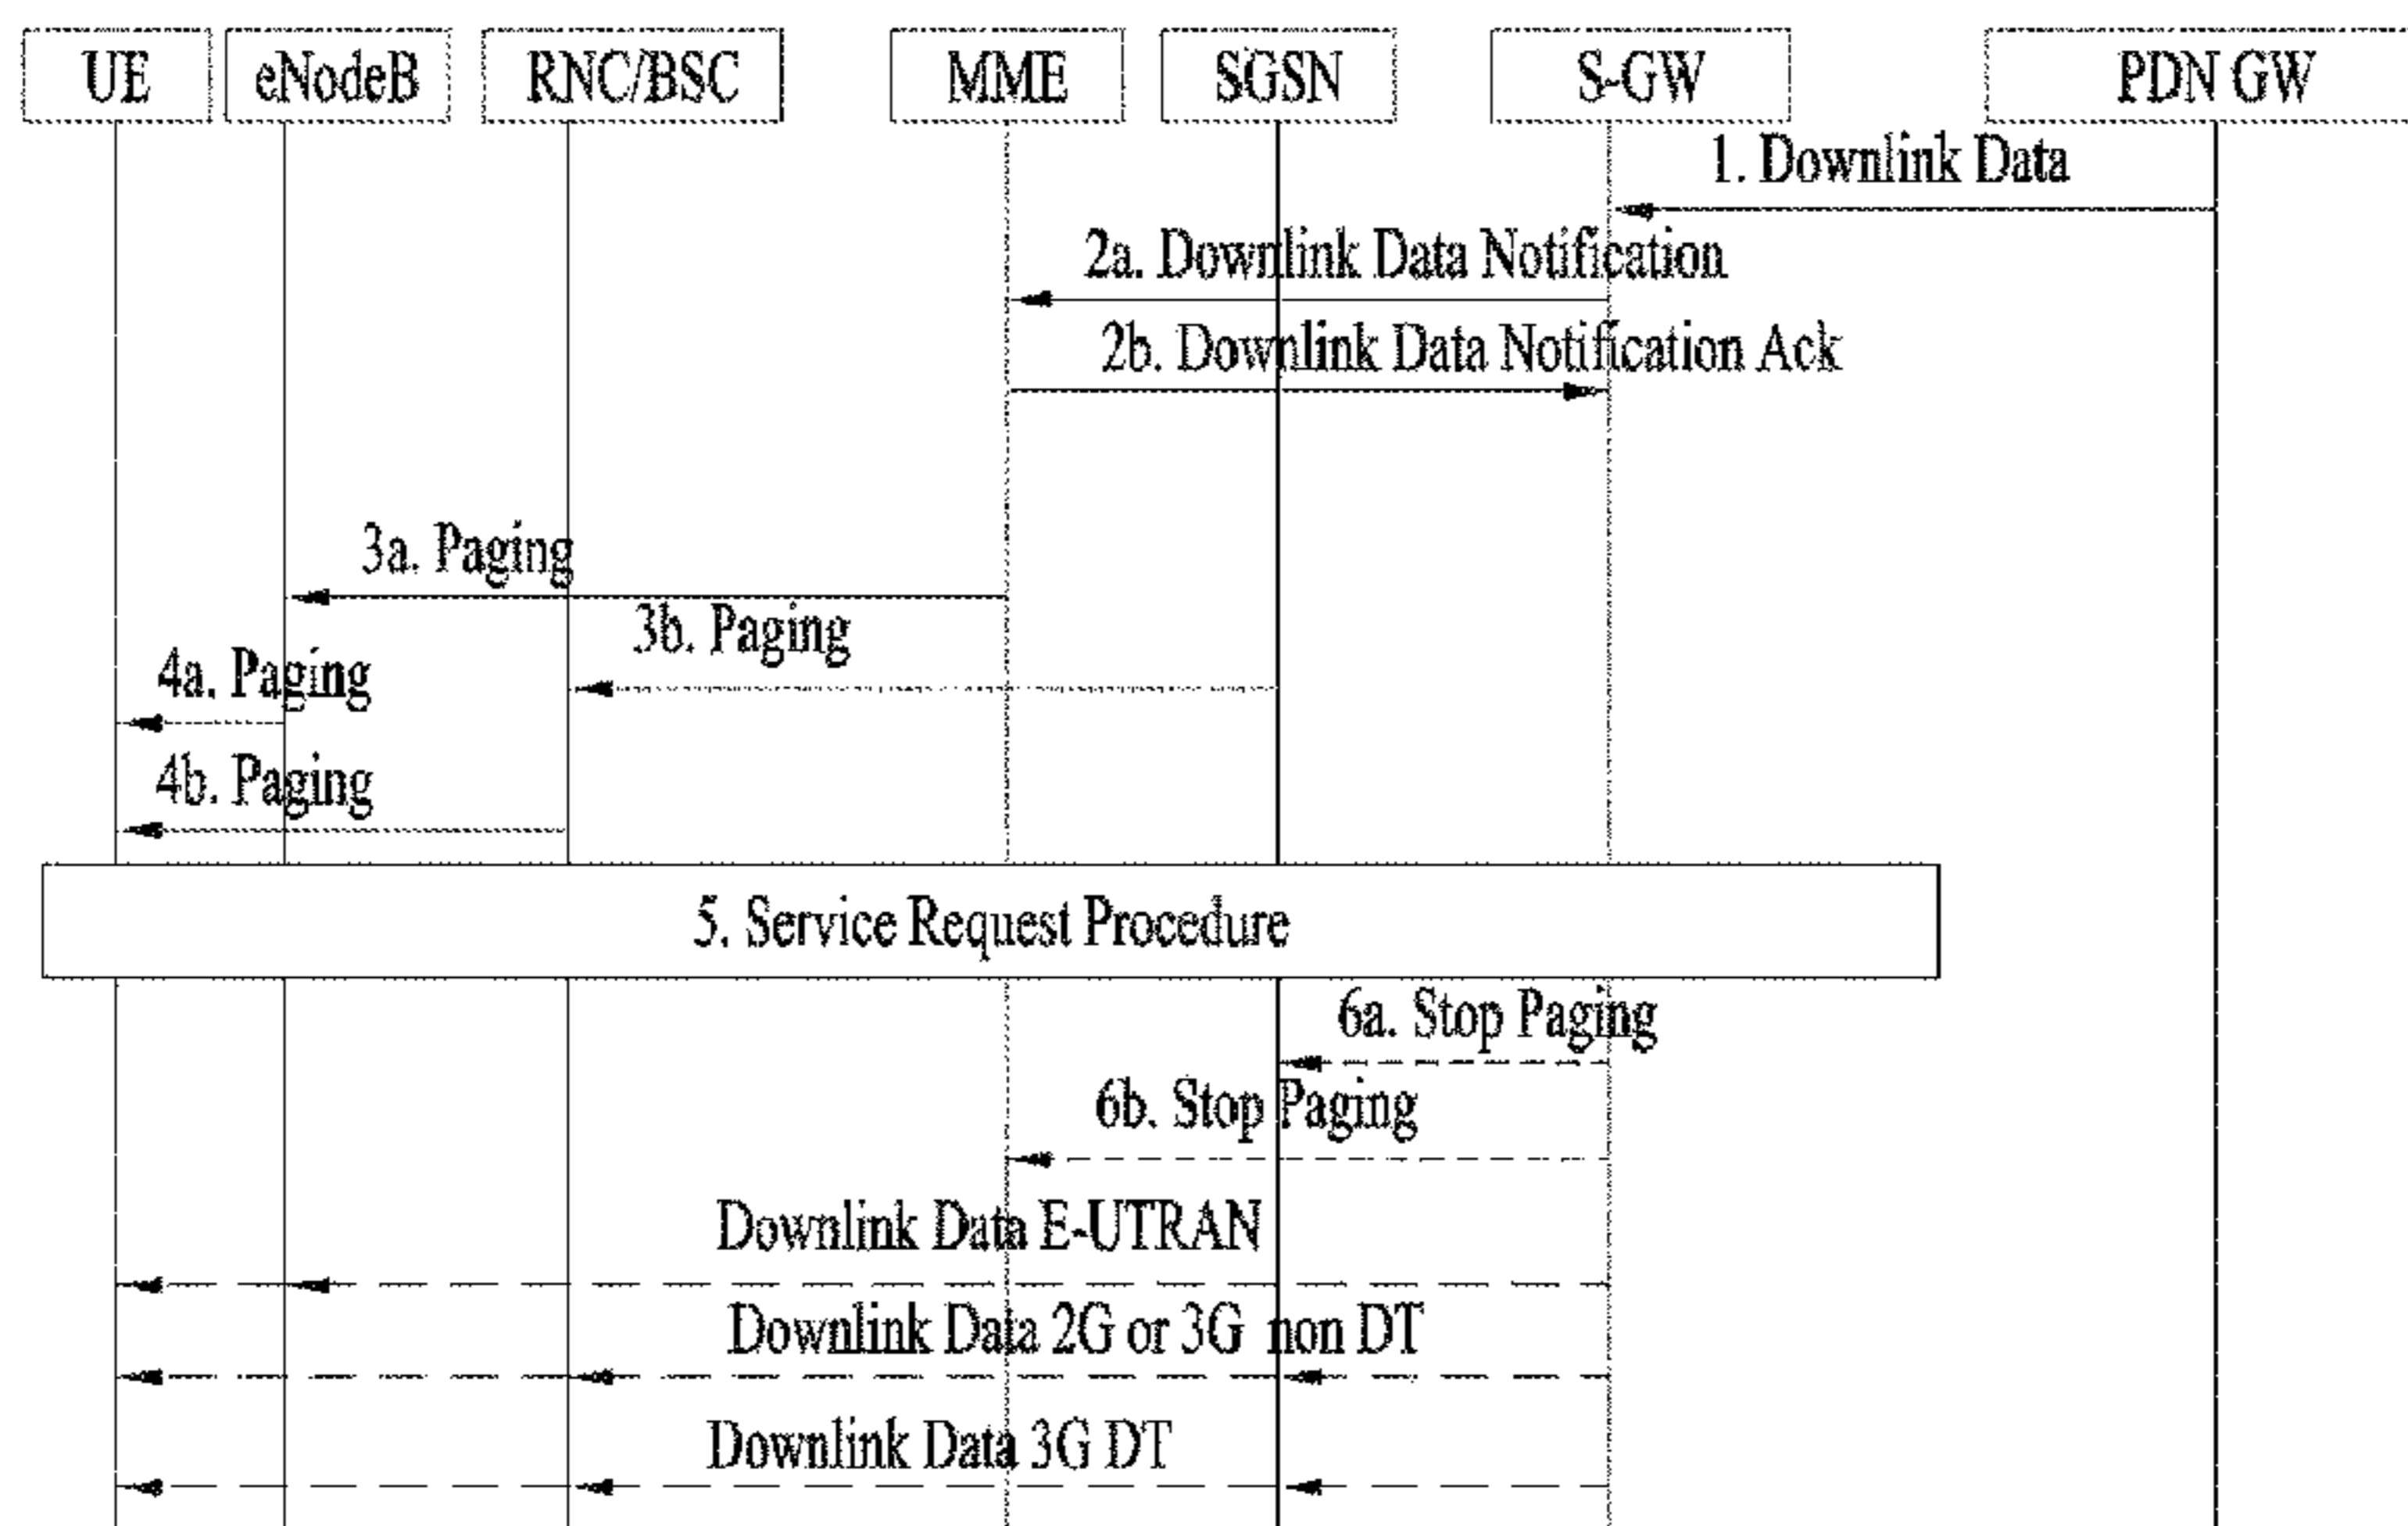 UE eNodeB RNC/BSC MME SGSN S-GW PDN GW
1. Downlink Data
2a. Downlink Data Notification
2b. Downlink Data Notification Ack
3a. Paging
3b. Paging
4a. Paging
4b. Paging
5. Service Request Procedure
6a. Stop Paging
6b. Stop Paging
Downlink Data E-UTRAN
Downlink Data 2G or 3G non DT
Downlink Data 3G DT